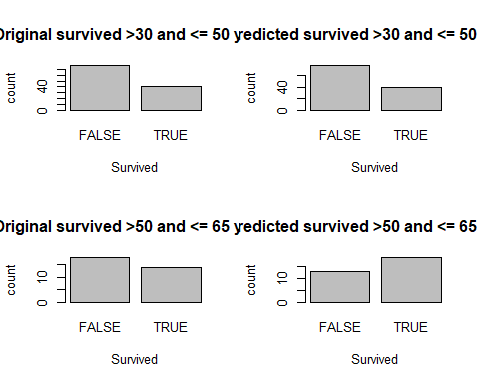 Original survived >30 and <= 50 yedicted survived >30 and <= 50
count
40
0
FALSE TRUE
Survived
count
40
0
FALSE TRUE
Survived
Original survived >50 and <= 65 yedicted survived >50 and <= 65
count
10
0
FALSE TRUE
Survived
count
10
0
FALSE TRUE
Survived